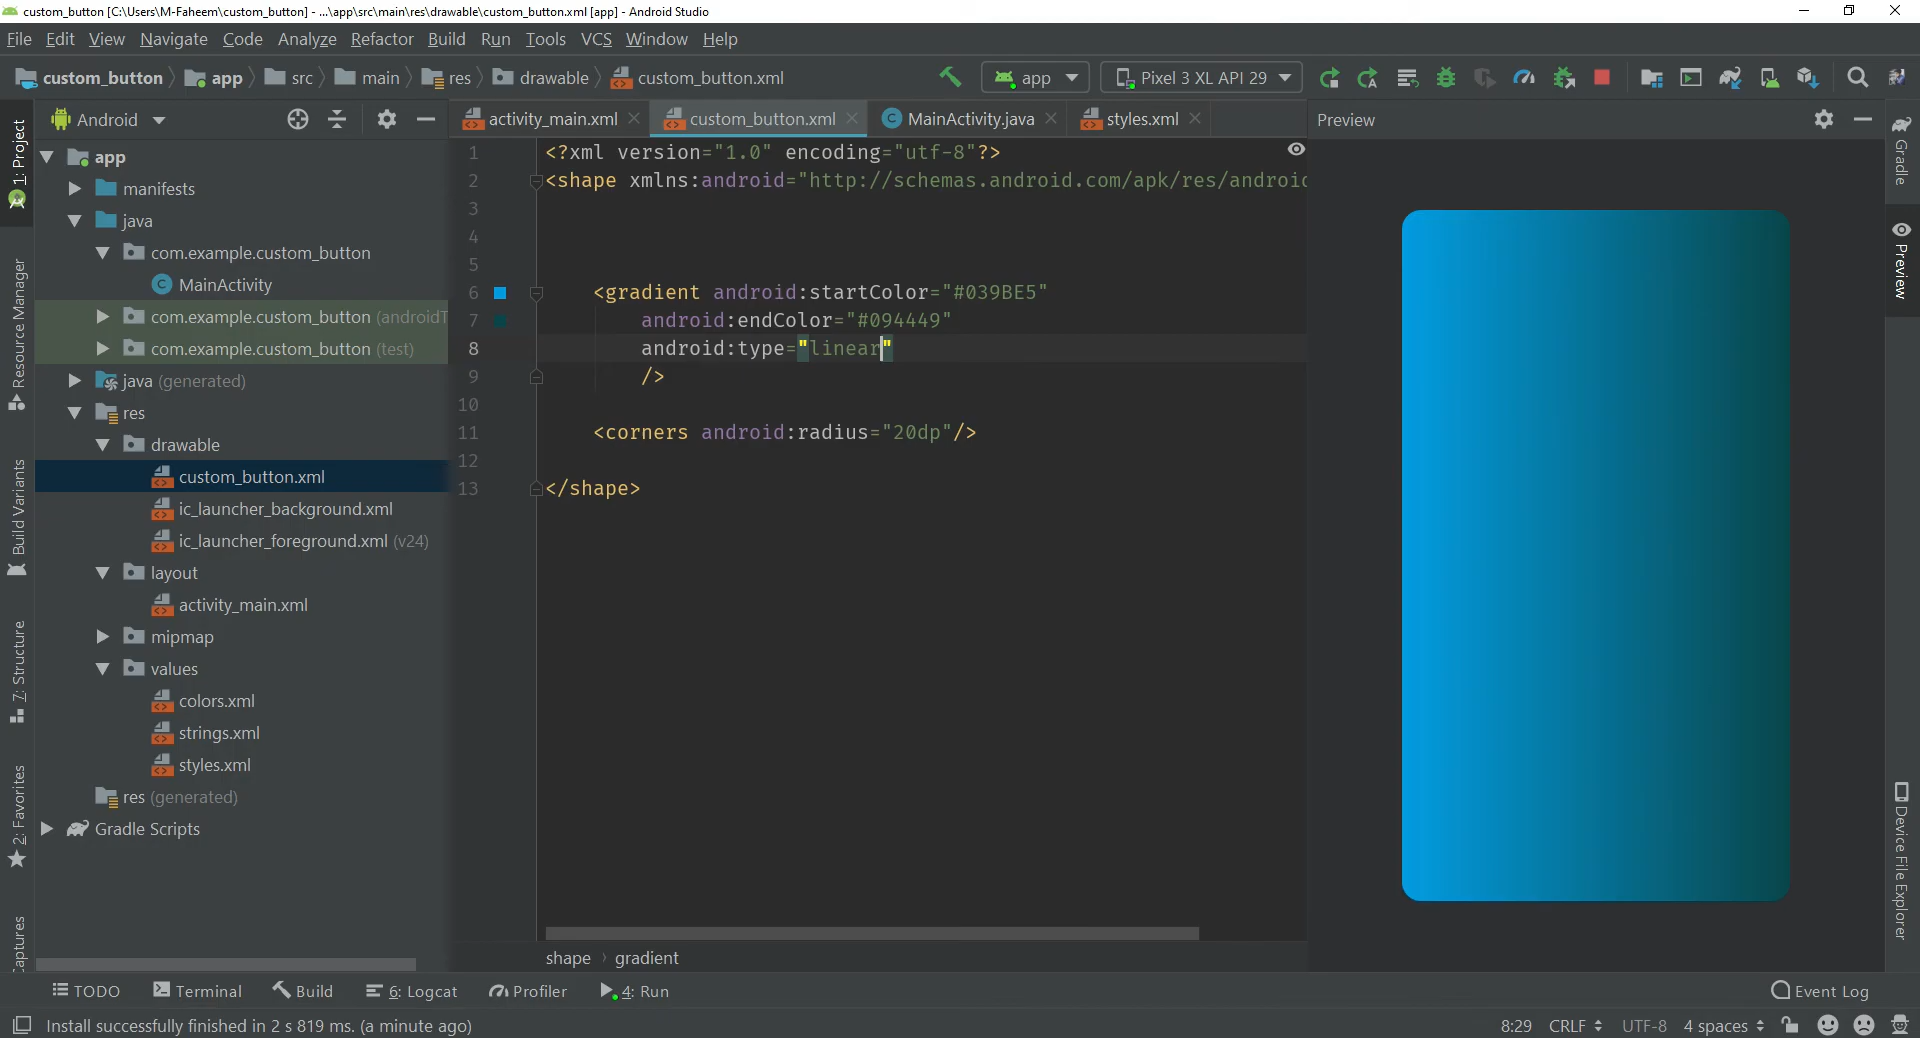 custom_button [C:\Users\M-Faheem\custom_button] - ...\app\src\main\res\drawable\custom_button.xml [app] - Android Studio
File Edit View Navigate Code Analyze Refactor Build Run Tools VCS Window Help
custom_button app src main res drawable custom_button.xml app Pixel 3 XL API 29
Android
activity_main.xml custom_button.xml MainActivity.java styles.xml
Preview
1: Project
Resource Manager
Build Variants
7: Structure
2: Favorites
aptures
app
manifests
java
com.example.custom_button
MainActivity
com.example.custom_button (androidT
com.example.custom_button (test)
java (generated)
res
drawable
custom_button.xml
ic_launcher_background.xml
ic_launcher_foreground.xml (v24)
layout
activity_main.xml
mipmap
values
colors.xml
strings.xml
styles.xml
res (generated)
Gradle Scripts
1 <?xml version="1.0" encoding="utf-8"?>
2 <shape xmlns:android="http://schemas.android.com/apk/res/android
3
4
5
6 <gradient android:startColor="#039BE5"
7 android:endColor="#094449"
8 android:type="linear"
9 />
10
11 <corners android:radius="20dp"/>
12
13 </shape>
shape gradient
Gradle
Preview
Device File Explorer
TODO Terminal Build 6: Logcat Profiler 4: Run Event Log
Install successfully finished in 2 s 819 ms. (a minute ago) 8:29 CRLF UTF-8 4 spaces